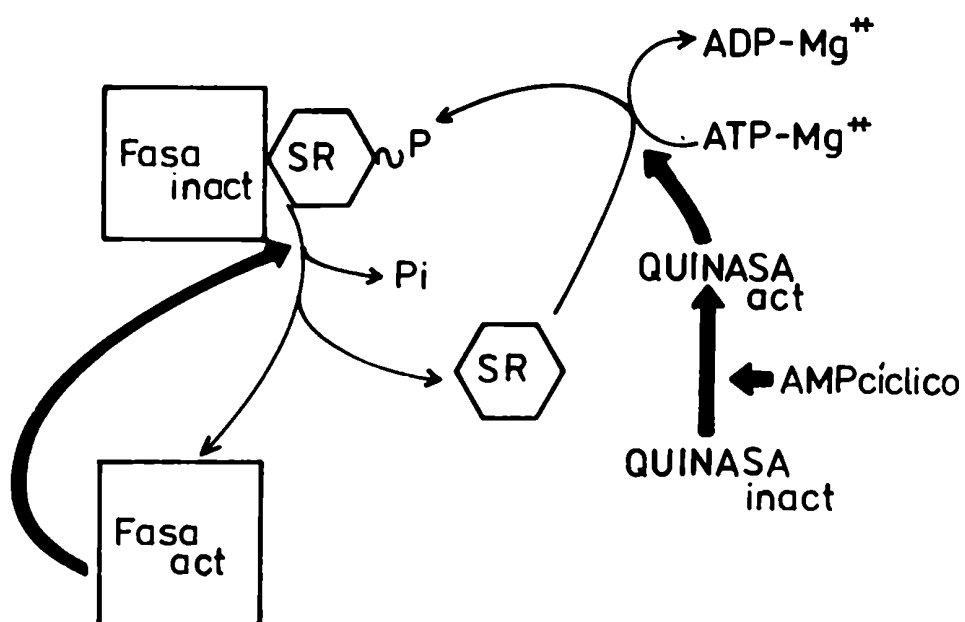 ADP-Mg⁺⁺
ATP-Mg⁺⁺
Fasa
inact
SR
P
Pi
QUINASA
act
SR
AMPcíclico
QUINASA
inact
Fasa
act